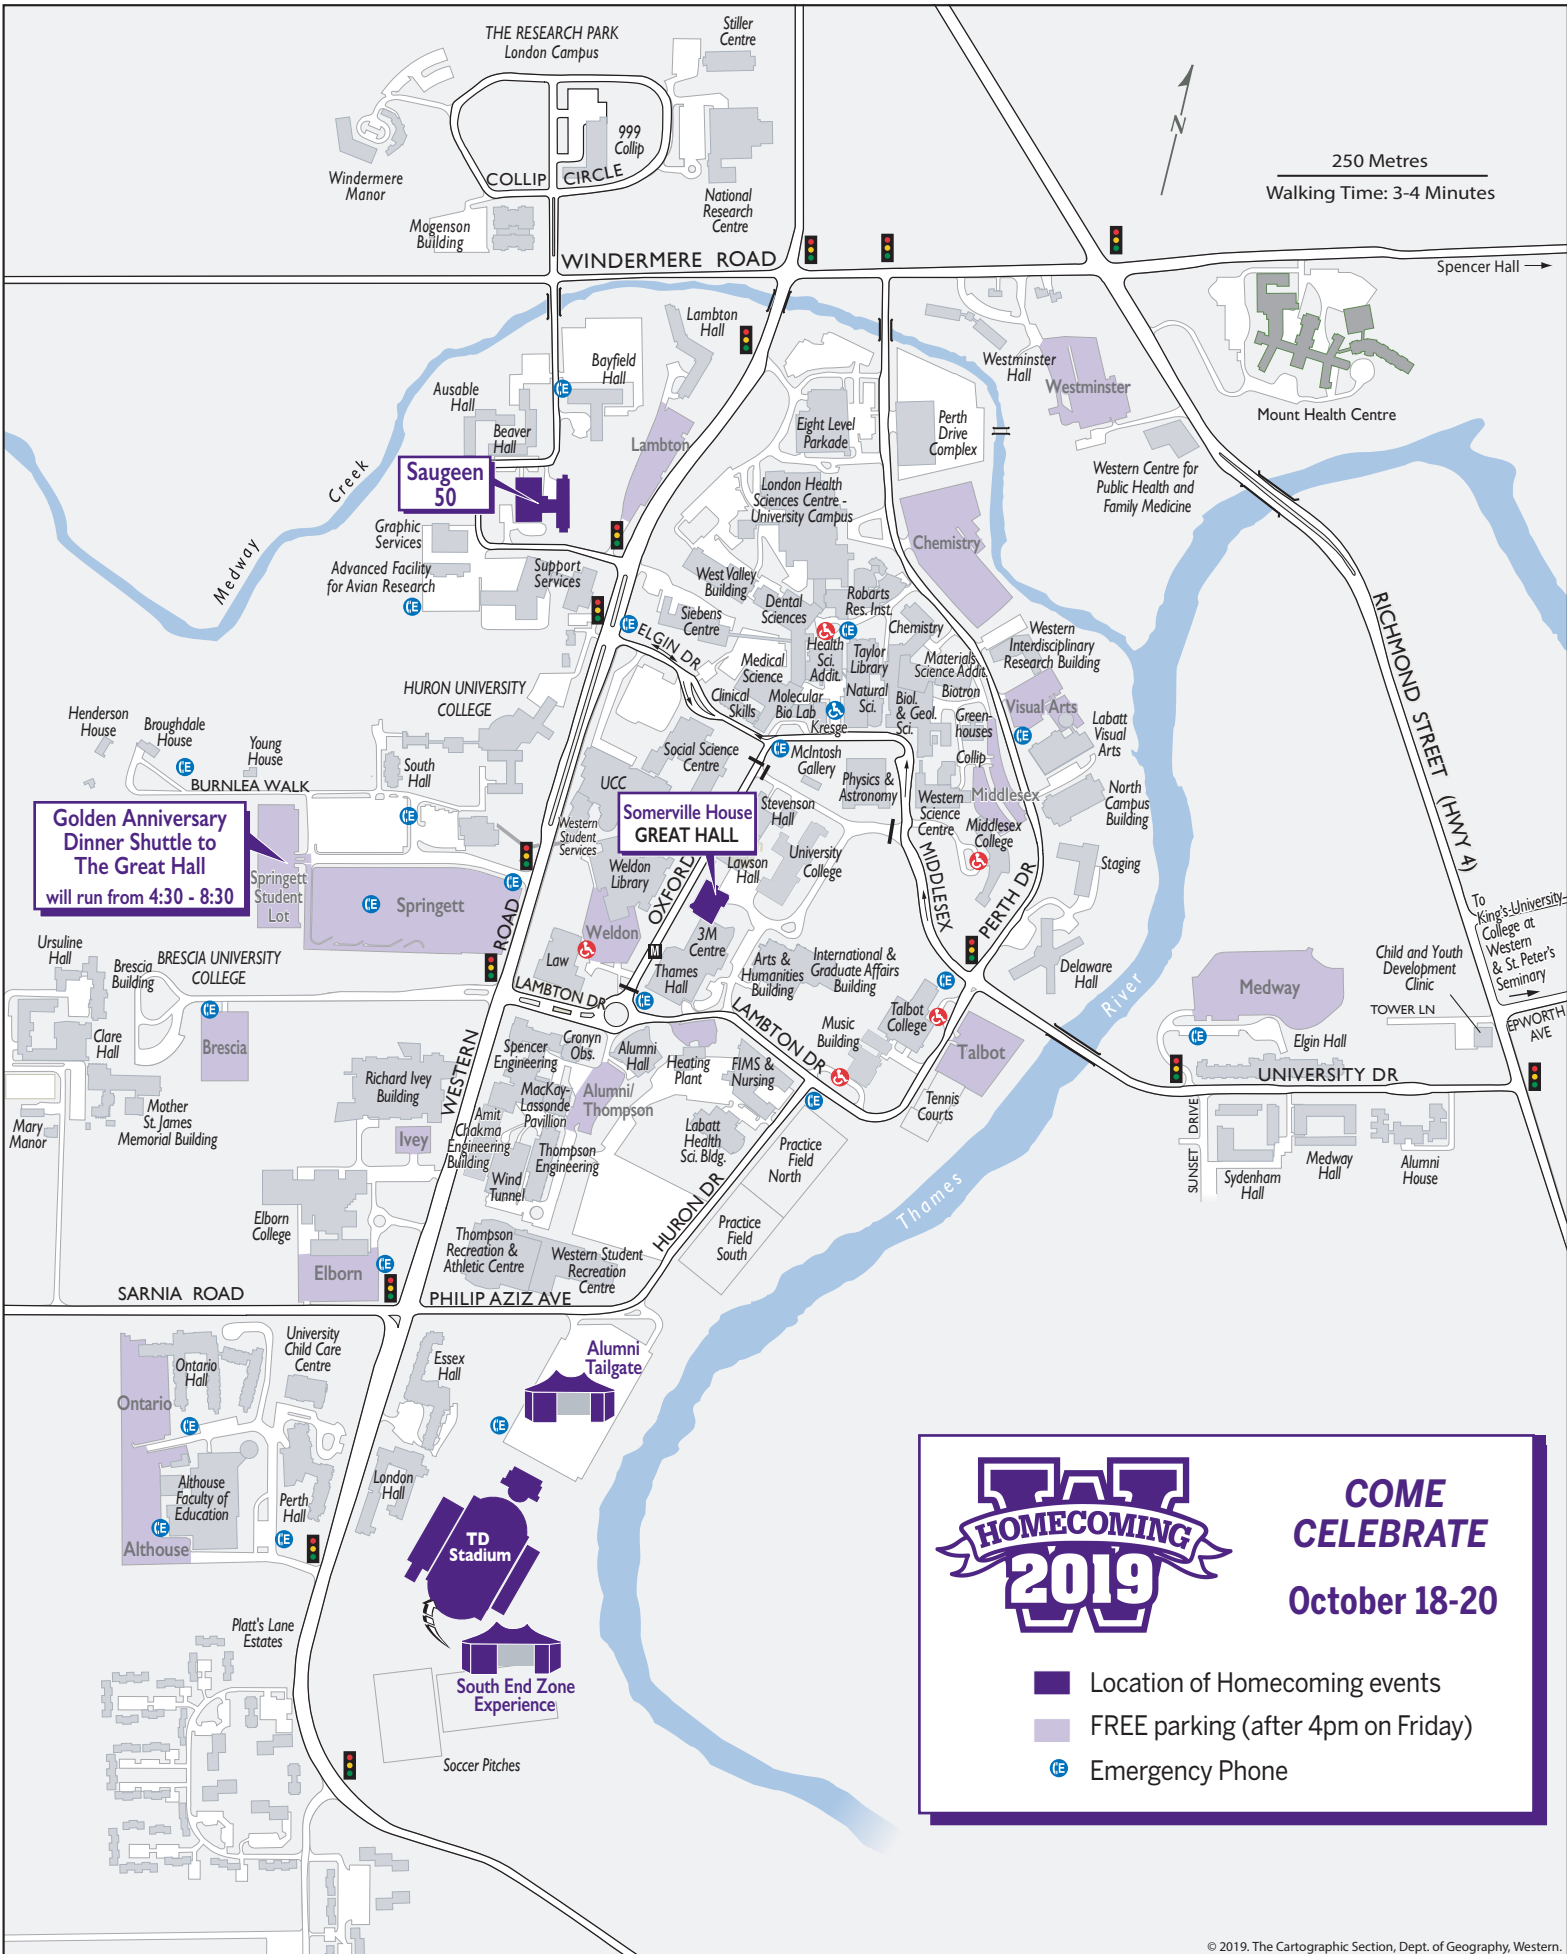 THE RESEARCH PARK
London Campus
Stiller
Centre
999
Collip
Windermere
Manor
COLLIP CIRCLE
National
Research
Centre
Mogenson
Building
N
250 Metres
Walking Time: 3-4 Minutes
WINDERMERE ROAD
Spencer Hall
Lambton
Hall
Bayfield
Hall
Ausable
Hall
Beaver
Hall
Lambton
Eight Level
Parkade
Perth
Drive
Complex
Westminster
Hall
Westminster
Mount Health Centre
Western Centre for
Public Health and
Family Medicine
Saugeen
50
Medway Creek
Graphic
Services
Advanced Facility
for Avian Research
Support
Services
London Health
Sciences Centre -
University Campus
Chemistry
West Valley
Building
Siebens
Centre
Dental
Sciences
Robarts
Res. Inst.
Chemistry
ELGIN DR
Health
Sci.
Addit.
Taylor
Library
Materials
Science Addit.
Biotron
Western
Interdisciplinary
Research Building
Medical
Science
Clinical
Skills
Molecular
Bio Lab
Kresge
Natural
Sci.
Biol.
& Geol.
Sci.
Green-
houses
Visual Arts
Labatt
Visual
Arts
RICHMOND STREET (HWY 4)
HURON UNIVERSITY
COLLEGE
Henderson
House
Broughdale
House
Young
House
South
Hall
BURNLEA WALK
Social Science
Centre
UCC
McIntosh
Gallery
Physics &
Astronomy
Collip
Middlesex
Western
Science
Centre
Middlesex
College
North
Campus
Building
Staging
Golden Anniversary
Dinner Shuttle to
The Great Hall
will run from 4:30 - 8:30
Springett
Student
Lot
Springett
Western
Student
Services
Somerville House
GREAT HALL
Stevenson
Hall
Lawson
Hall
University
College
Weldon
Library
OXFORD
MIDDLESEX
PERTH DR
Weldon
Law
M
3M
Centre
Thames
Hall
Arts &
Humanities
Building
International &
Graduate Affairs
Building
Delaware
Hall
River
Talbot
College
Talbot
Music
Building
LAMBTON DR
LAMBTON DR
Ursuline
Hall
Brescia
Building
BRESCIA UNIVERSITY
COLLEGE
Clare
Hall
Brescia
Mother
St. James
Memorial Building
Mary
Manor
WESTERN ROAD
Richard Ivey
Building
Ivey
Spencer
Engineering
Cronyn
Obs.
Alumni
Hall
Heating
Plant
FIMS &
Nursing
MacKay-
Lassonde
Pavillion
Alumni/
Thompson
Amit
Chakma
Engineering
Building
Wind
Tunnel
Thompson
Engineering
Labatt
Health
Sci. Bldg.
Tennis
Courts
Practice
Field
North
Practice
Field
South
HURON DR
Thames
Medway
Child and Youth
Development
Clinic
TOWER LN
Elgin Hall
EPWORTH
AVE
UNIVERSITY DR
SUNSET DRIVE
Sydenham
Hall
Medway
Hall
Alumni
House
To
King's-University-
College at
Western
& St. Peter's
Seminary
Elborn
College
Elborn
Thompson
Recreation &
Athletic Centre
Western Student
Recreation
Centre
SARNIA ROAD
PHILIP AZIZ AVE
Ontario
Hall
Ontario
University
Child Care
Centre
Essex
Hall
Alumni
Tailgate
Althouse
Faculty of
Education
Althouse
Perth
Hall
London
Hall
TD
Stadium
South End Zone
Experience
Platt's Lane
Estates
Soccer Pitches
W
HOMECOMING
2019
COME
CELEBRATE
October 18-20
Location of Homecoming events
FREE parking (after 4pm on Friday)
Emergency Phone
© 2019. The Cartographic Section, Dept. of Geography, Western.